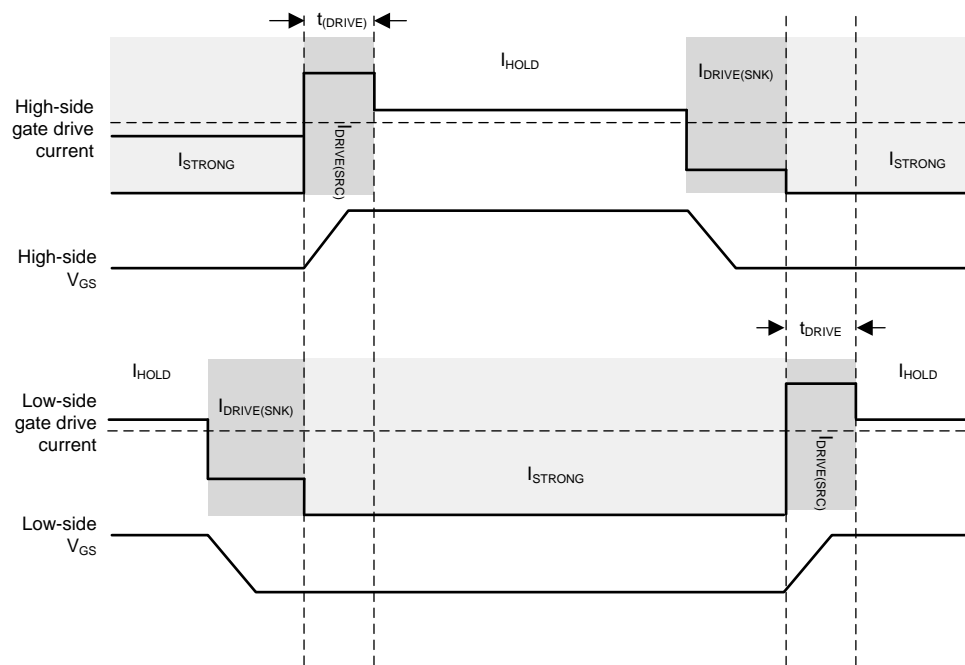 t(DRIVE)
IHOLD
IDRIVE(SNK)
High-side
gate drive
current
IDRIVE(SRC)
ISTRONG
ISTRONG
High-side
VGS
tDRIVE
IHOLD
IHOLD
IDRIVE(SNK)
Low-side
gate drive
current
IDRIVE(SRC)
ISTRONG
Low-side
VGS